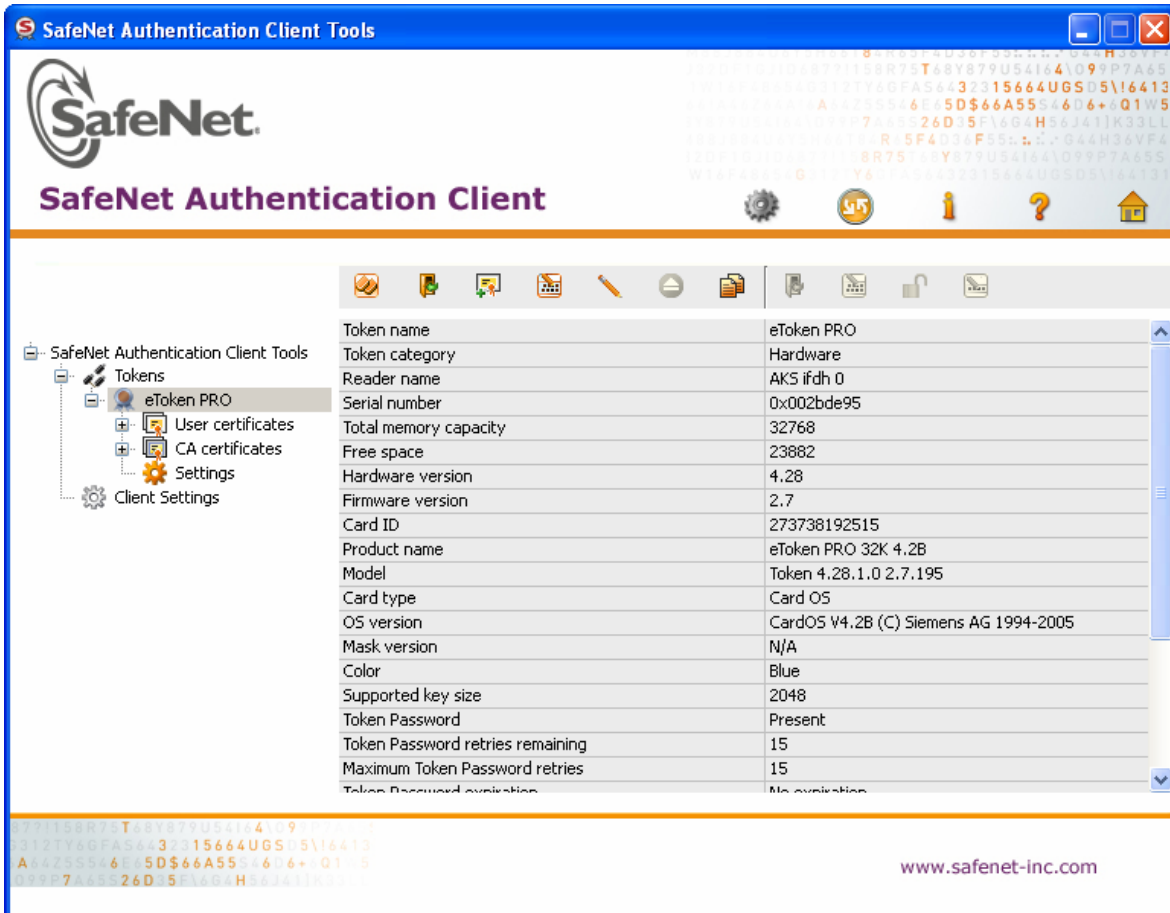 SafeNet Authentication Client Tools
SafeNet.
SafeNet Authentication Client
SafeNet Authentication Client Tools
Tokens
eToken PRO
User certificates
CA certificates
Settings
Client Settings
Token name eToken PRO
Token category Hardware
Reader name AKS ifdh 0
Serial number 0x002bde95
Total memory capacity 32768
Free space 23882
Hardware version 4.28
Firmware version 2.7
Card ID 273738192515
Product name eToken PRO 32K 4.2B
Model Token 4.28.1.0 2.7.195
Card type Card OS
OS version CardOS V4.2B (C) Siemens AG 1994-2005
Mask version N/A
Color Blue
Supported key size 2048
Token Password Present
Token Password retries remaining 15
Maximum Token Password retries 15
Token Password expiration No expiration
www.safenet-inc.com